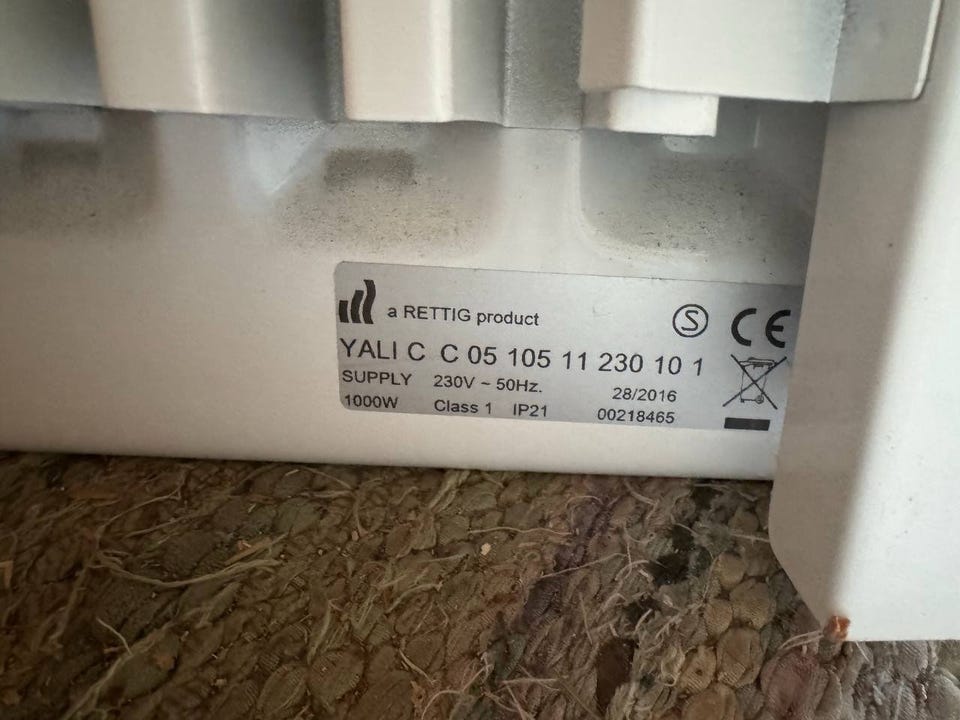 a RETTIG product
S CE
YALI C C 05 105 11 230 10 1
SUPPLY 230V ~ 50Hz. 28/2016
1000W Class 1 IP21 00218465